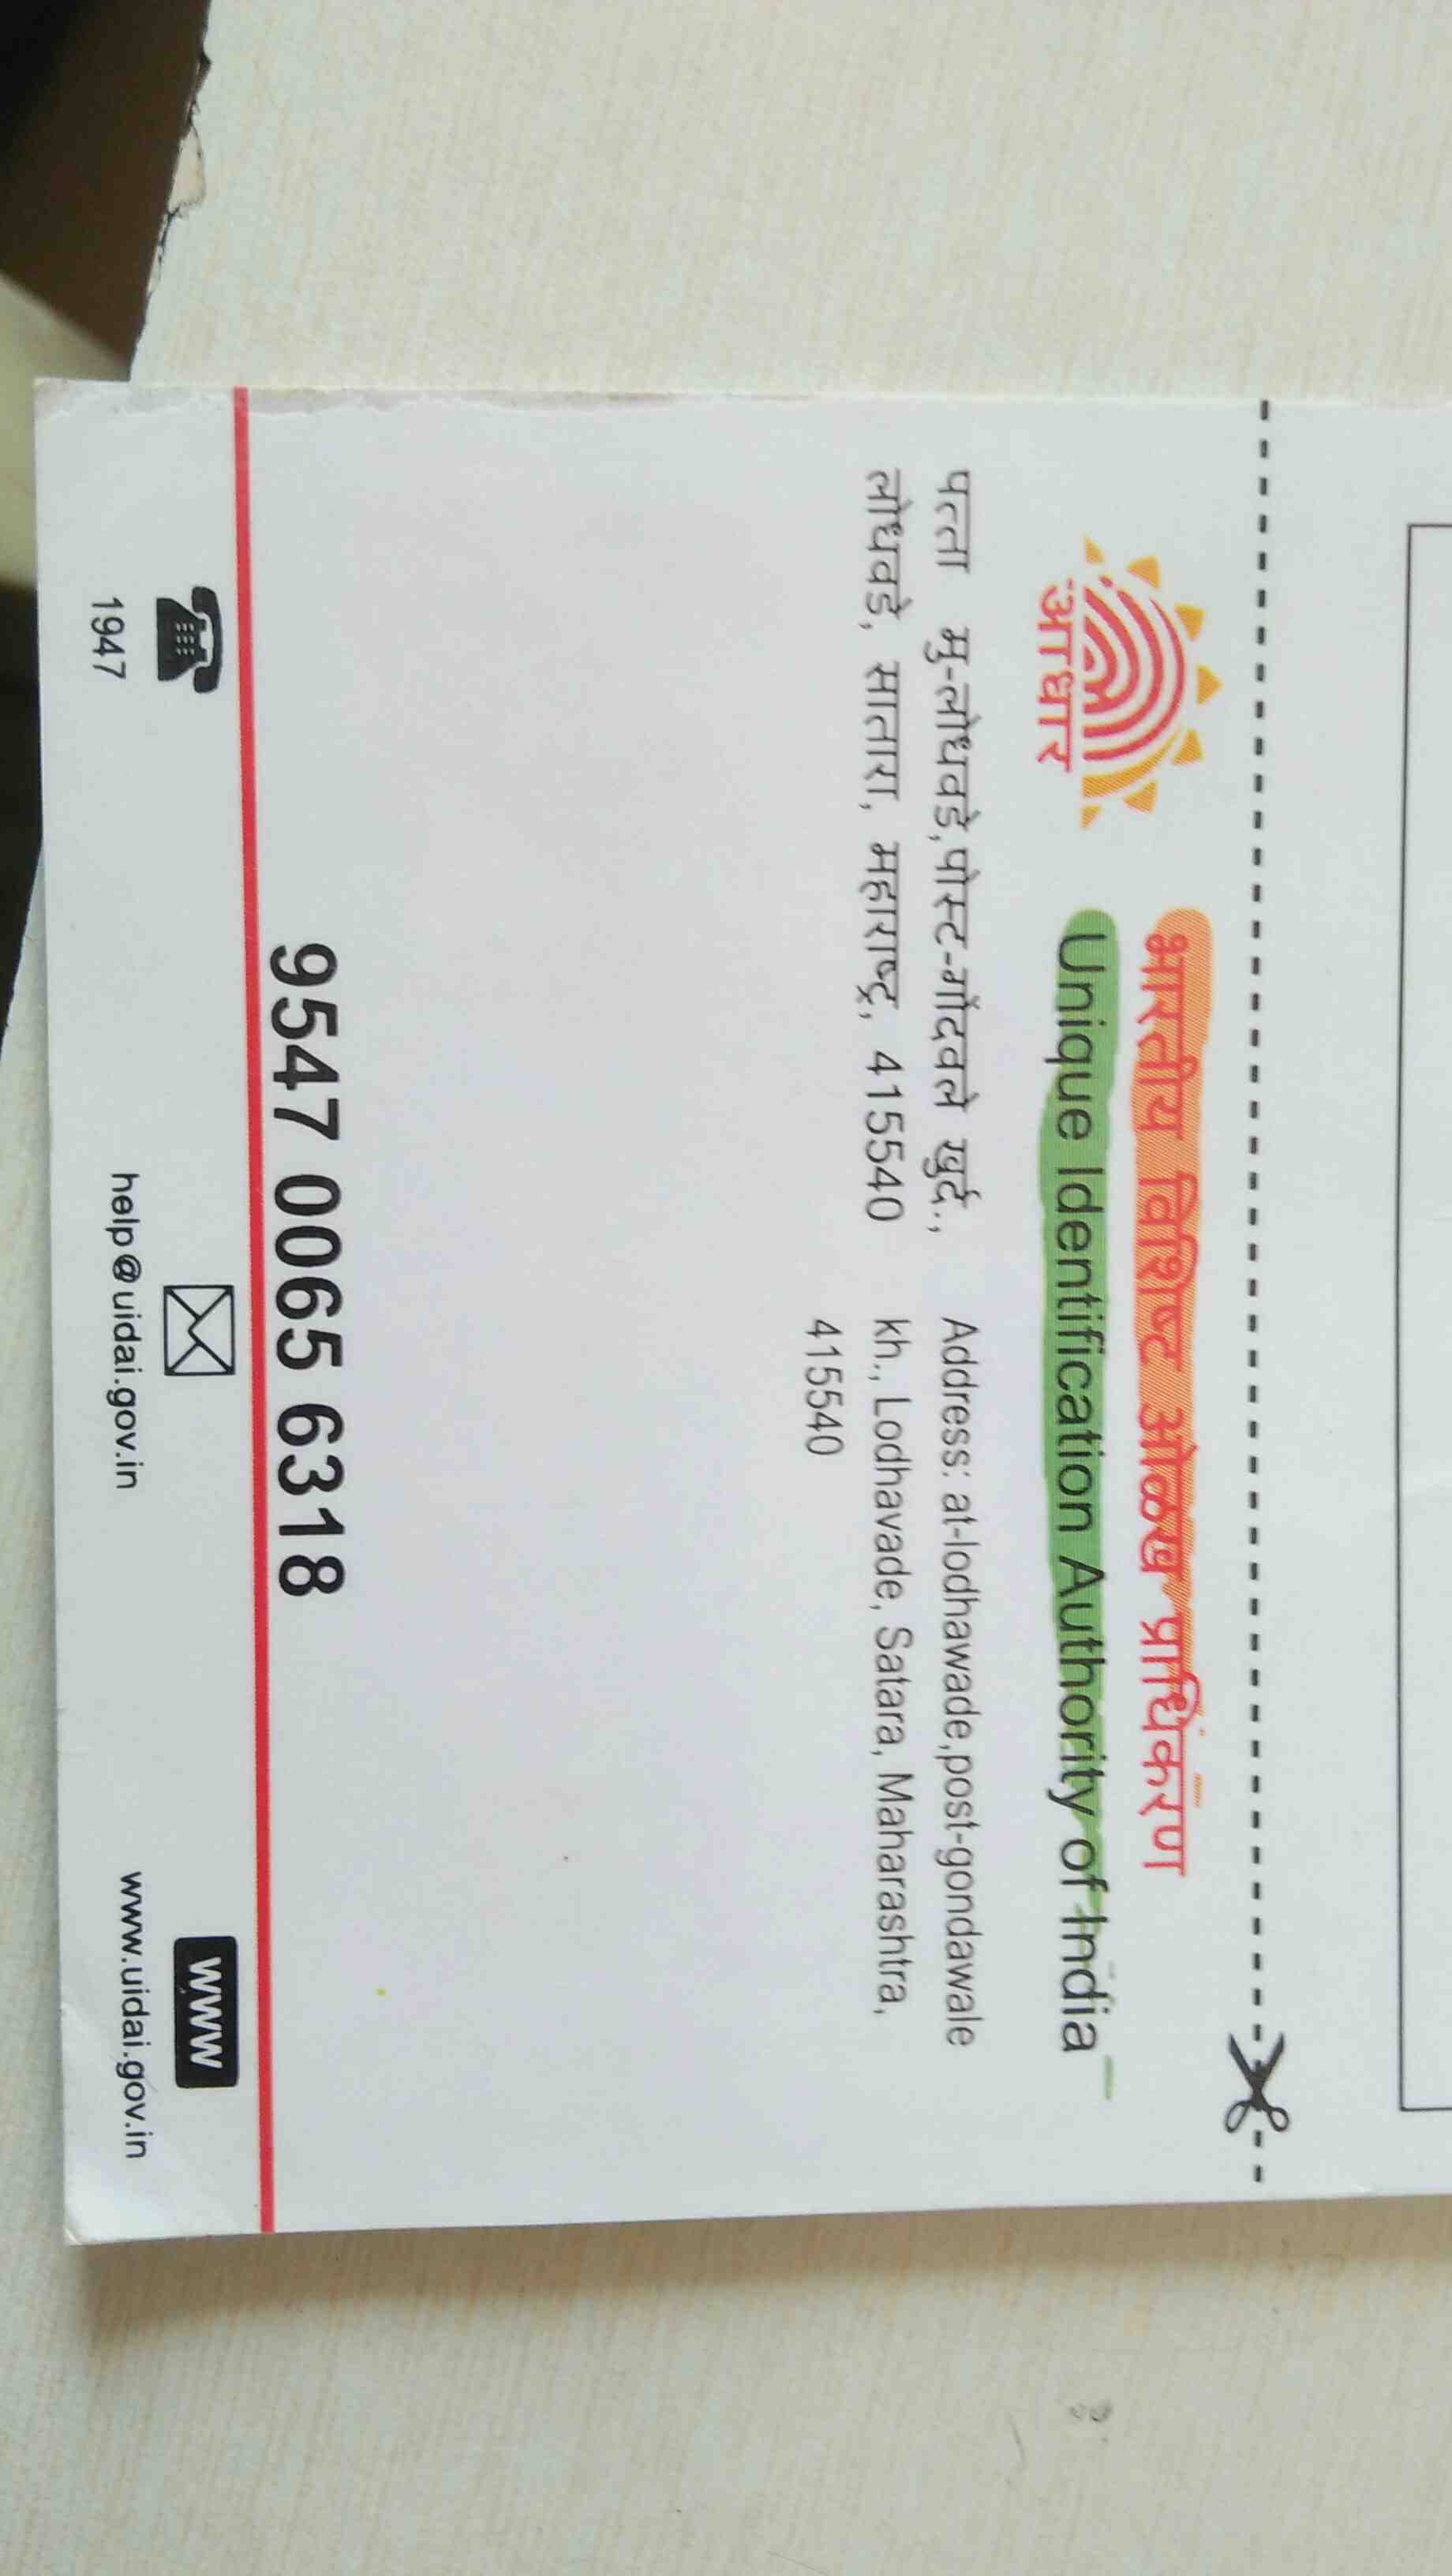 भारतीय विशिष्ट ओळख प्राधिकरण
Unique Identification Authority of India
आधार
पत्ता मु-लोधवडे,पोस्ट-गोंदवले खुर्द.,
लोधवडे, सातारा, महाराष्ट्र, 415540
Address: at-lodhawade,post-gondawale
kh., Lodhavade, Satara, Maharashtra,
415540
9547 0065 6318
WWW
1947
help@uidai.gov.in
www.uidai.gov.in